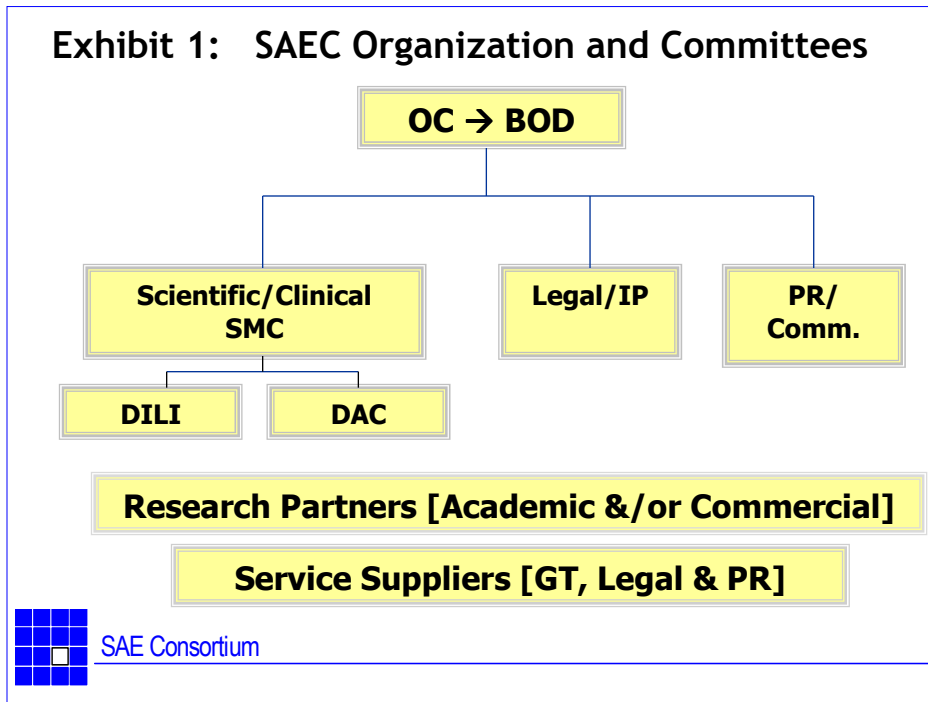 Exhibit 1: SAEC Organization and Committees
OC → BOD
Scientific/Clinical
SMC
Legal/IP
PR/
Comm.
DILI
DAC
Research Partners [Academic &/or Commercial]
Service Suppliers [GT, Legal & PR]
SAE Consortium